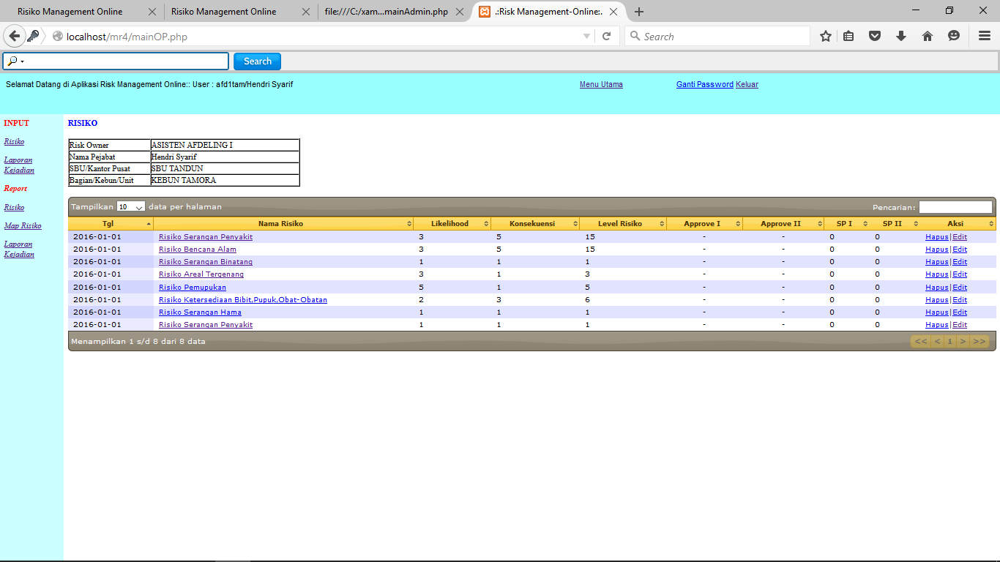 Risiko Management Online
Risiko Management Online
file:///C:/xam...mainAdmin.php
.:Risk Management-Online:.
localhost/mr4/mainOP.php
Search
Search
Selamat Datang di Aplikasi Risk Management Online:: User : afd1tam/Hendri Syarif
Menu Utama
Ganti Password Keluar
INPUT
Risiko
Laporan
Kejadian
Report
Risiko
Map Risiko
Laporan
Kejadian
RISIKO
Risk Owner ASISTEN AFDELING I
Nama Pejabat Hendri Syarif
SBU/Kantor Pusat SBU TANDUN
Bagian/Kebun/Unit KEBUN TAMORA
Tampilkan 10 data per halaman Pencarian:
Tgl Nama Risiko Likelihood Konsekuensi Level Risiko Approve I Approve II SP I SP II Aksi
2016-01-01 Risiko Serangan Penyakit 3 5 15 - - 0 0 Hapus|Edit
2016-01-01 Risiko Bencana Alam 3 5 15 - - 0 0 Hapus|Edit
2016-01-01 Risiko Serangan Binatang 1 1 1 - - 0 0 Hapus|Edit
2016-01-01 Risiko Areal Tergenang 3 1 3 - - 0 0 Hapus|Edit
2016-01-01 Risiko Pemupukan 5 1 5 - - 0 0 Hapus|Edit
2016-01-01 Risiko Ketersediaan Bibit,Pupuk,Obat-Obatan 2 3 6 - - 0 0 Hapus|Edit
2016-01-01 Risiko Serangan Hama 1 1 1 - - 0 0 Hapus|Edit
2016-01-01 Risiko Serangan Penyakit 1 1 1 - - 0 0 Hapus|Edit
Menampilkan 1 s/d 8 dari 8 data << < 1 > >>